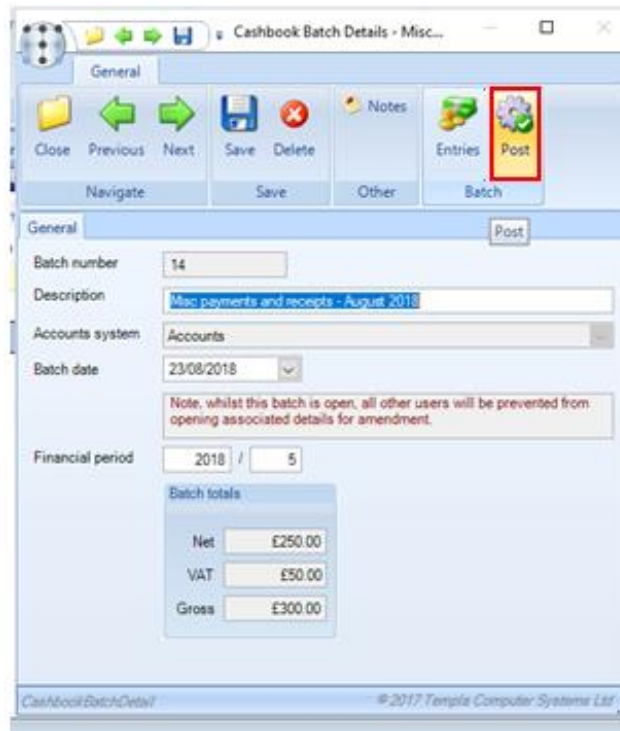 Cashbook Batch Details - Misc...
General
Close Previous Next Save Delete Notes Entries Post
Navigate Save Other Batch
General
Post
Batch number 14
Description Misc payments and receipts - August 2018
Accounts system Accounts
Batch date 23/08/2018
Note, whilst this batch is open, all other users will be prevented from
opening associated details for amendment.
Financial period 2018 / 5
Batch totals
Net £250.00
VAT £50.00
Gross £300.00
CashbookBatchDetail © 2017 Templa Computer Systems Ltd